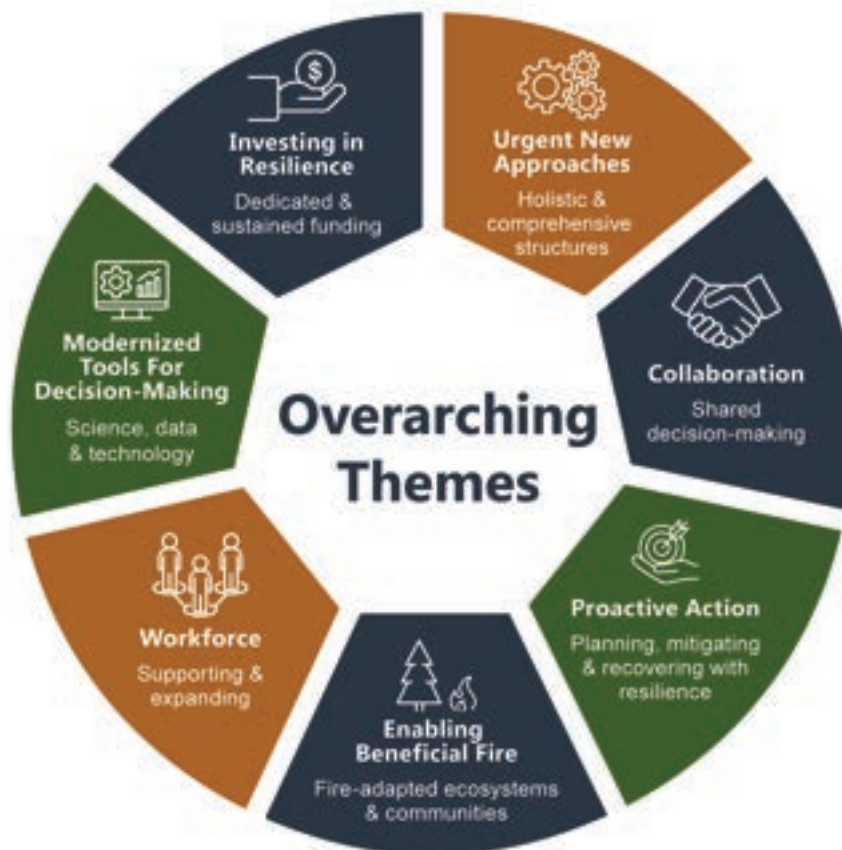 Overarching
Themes
Urgent New
Approaches
Holistic &
comprehensive
structures
Collaboration
Shared
decision-making
Proactive Action
Planning, mitigating
& recovering with
resilience
Enabling
Beneficial Fire
Fire-adapted ecosystems
& communities
Workforce
Supporting &
expanding
Modernized
Tools For
Decision-Making
Science, data
& technology
$
Investing in
Resilience
Dedicated &
sustained funding